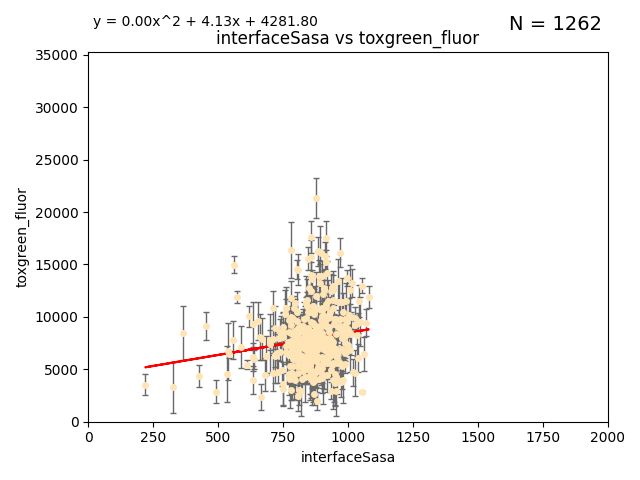 y = 0.00x^2 + 4.13x + 4281.80
N = 1262
interfaceSasa vs toxgreen_fluor
35000
30000
25000
20000
15000
10000
5000
0
toxgreen_fluor
0 250 500 750 1000 1250 1500 1750 2000
interfaceSasa